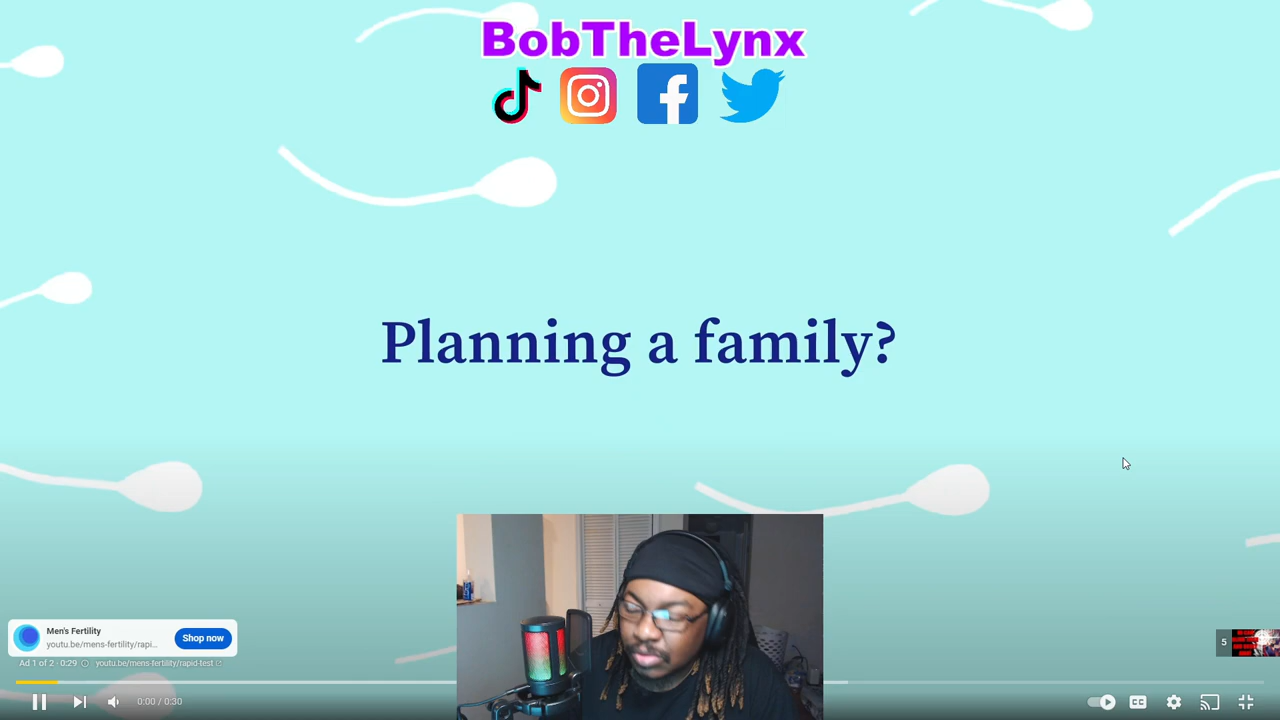 BobTheLynx
Planning a family?
Men's Fertility
youtu.be/mens-fertility/rapi...
Shop now
Ad 1 of 2 · 0:29
youtu.be/mens-fertility/rapid-test
5
0:00 / 0:30
CC